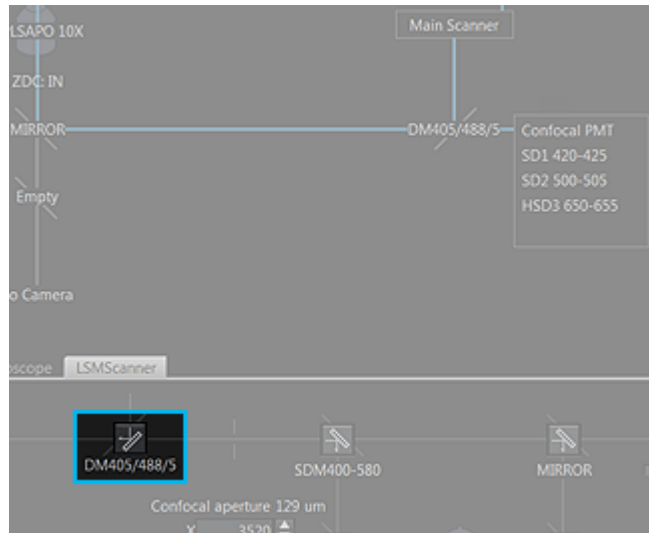 PLSAPO 10X
Main Scanner
ZDC: IN
MIRROR
DM405/488/5
Confocal PMT
SD1 420-425
SD2 500-505
HSD3 650-655
Empty
o Camera
oscope
LSMScanner
DM405/488/5
SDM400-580
MIRROR
Confocal aperture 129 um
X 3520